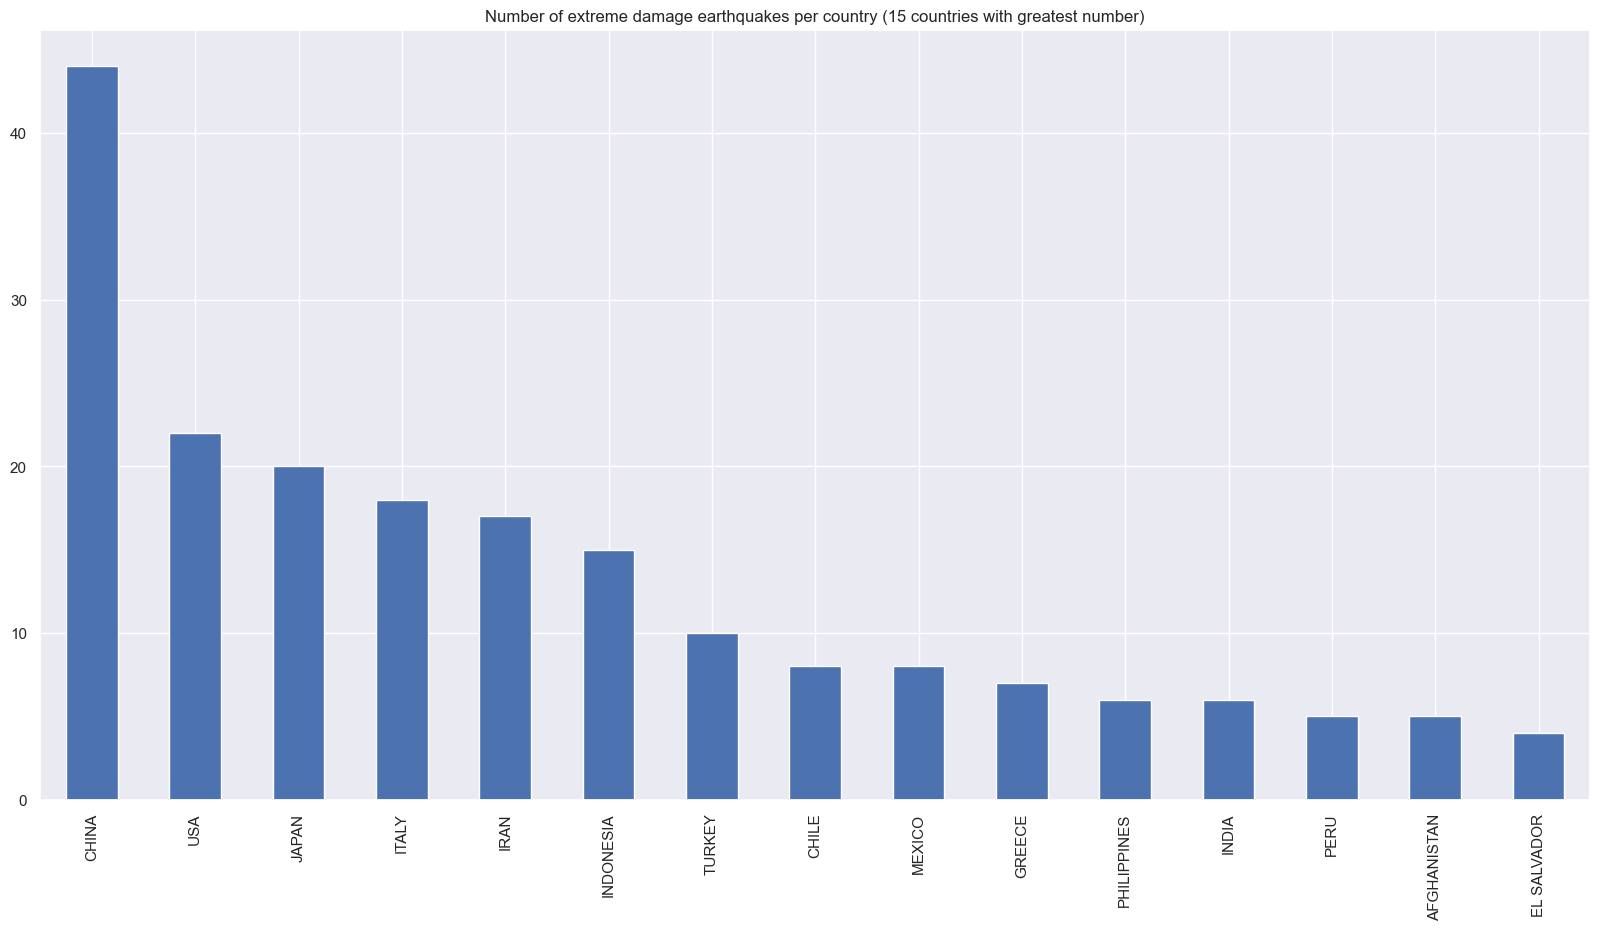 Number of extreme damage earthquakes per country (15 countries with greatest number)
40
30
20
10
0
CHINA
USA
JAPAN
ITALY
IRAN
INDONESIA
TURKEY
CHILE
MEXICO
GREECE
PHILIPPINES
INDIA
PERU
AFGHANISTAN
EL SALVADOR